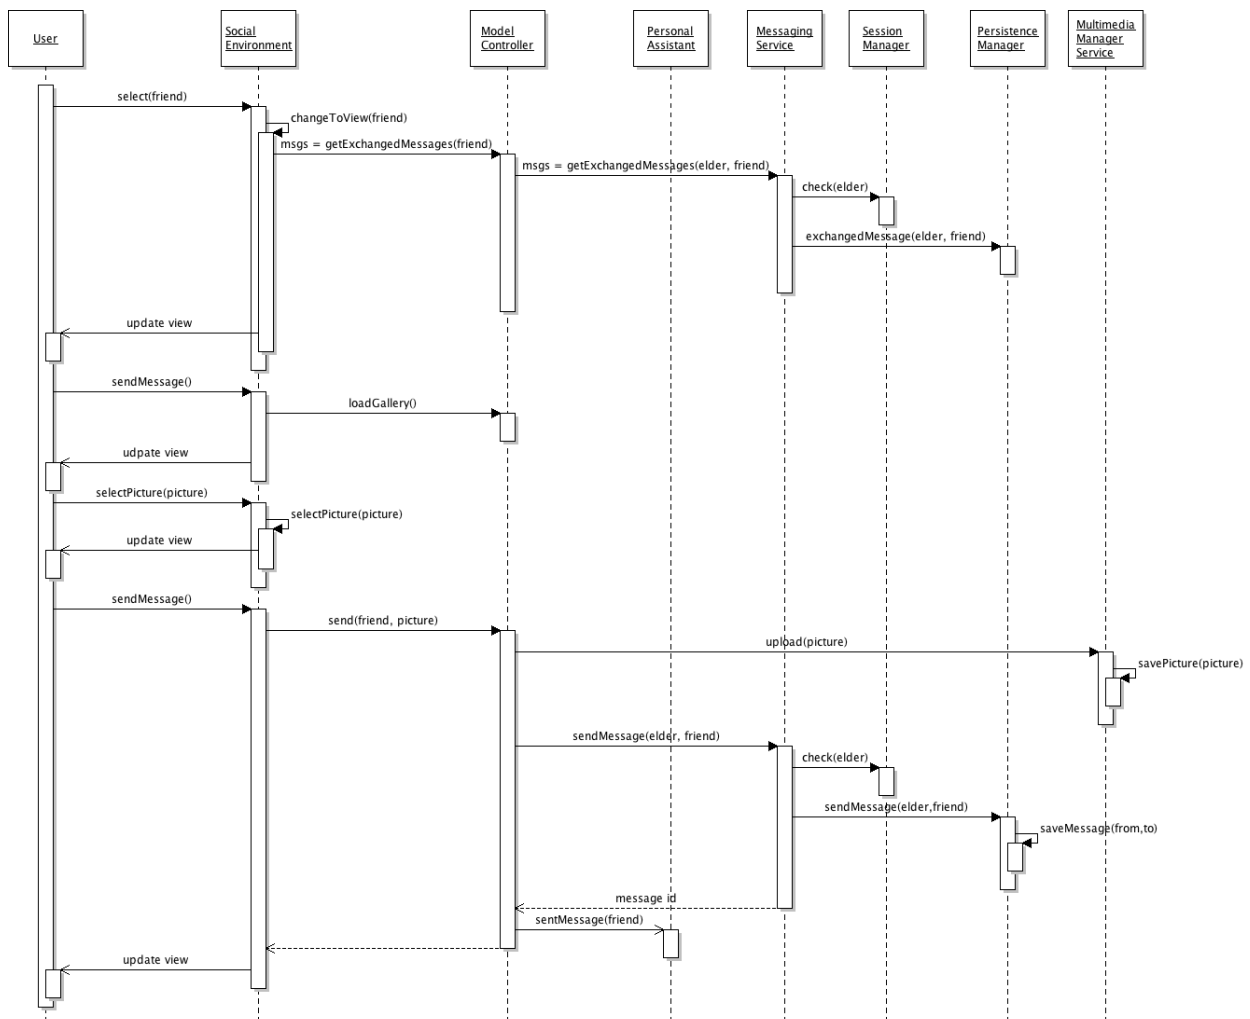 User
Social
Environment
Model
Controller
Personal
Assistant
Messaging
Service
Session
Manager
Persistence
Manager
Multimedia
Manager
Service
select(friend)
changeToView(friend)
msgs = getExchangedMessages(friend)
msgs = getExchangedMessages(elder, friend)
check(elder)
exchangedMessage(elder, friend)
update view
sendMessage()
loadGallery()
udpate view
selectPicture(picture)
selectPicture(picture)
update view
sendMessage()
send(friend, picture)
upload(picture)
savePicture(picture)
sendMessage(elder, friend)
check(elder)
sendMessage(elder,friend)
saveMessage(from,to)
message id
sentMessage(friend)
update view